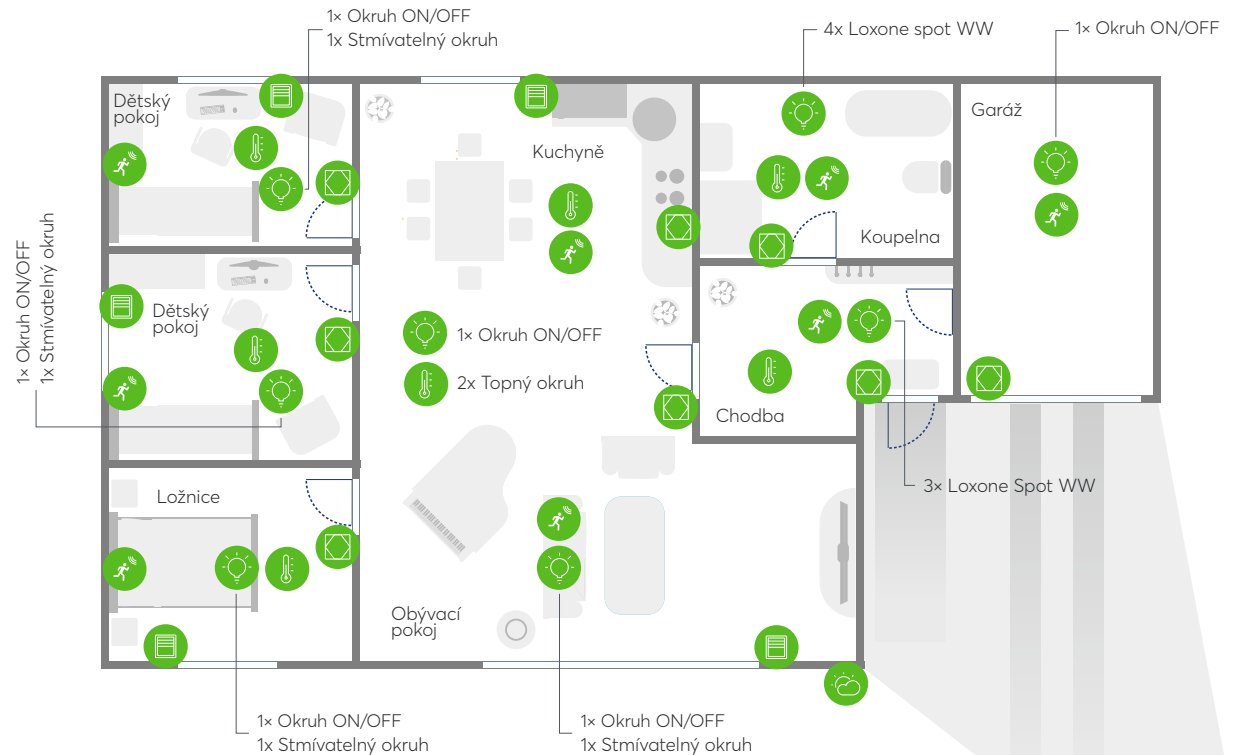 1× Okruh ON/OFF
1x Stmívatelný okruh
4x Loxone spot WW
1× Okruh ON/OFF
Dětský
pokoj
Kuchyně
Garáž
Koupelna
1× Okruh ON/OFF
1x Stmívatelný okruh
Dětský
pokoj
1× Okruh ON/OFF
2x Topný okruh
Chodba
Ložnice
3× Loxone Spot WW
Obývací
pokoj
1× Okruh ON/OFF
1x Stmívatelný okruh
1× Okruh ON/OFF
1x Stmívatelný okruh